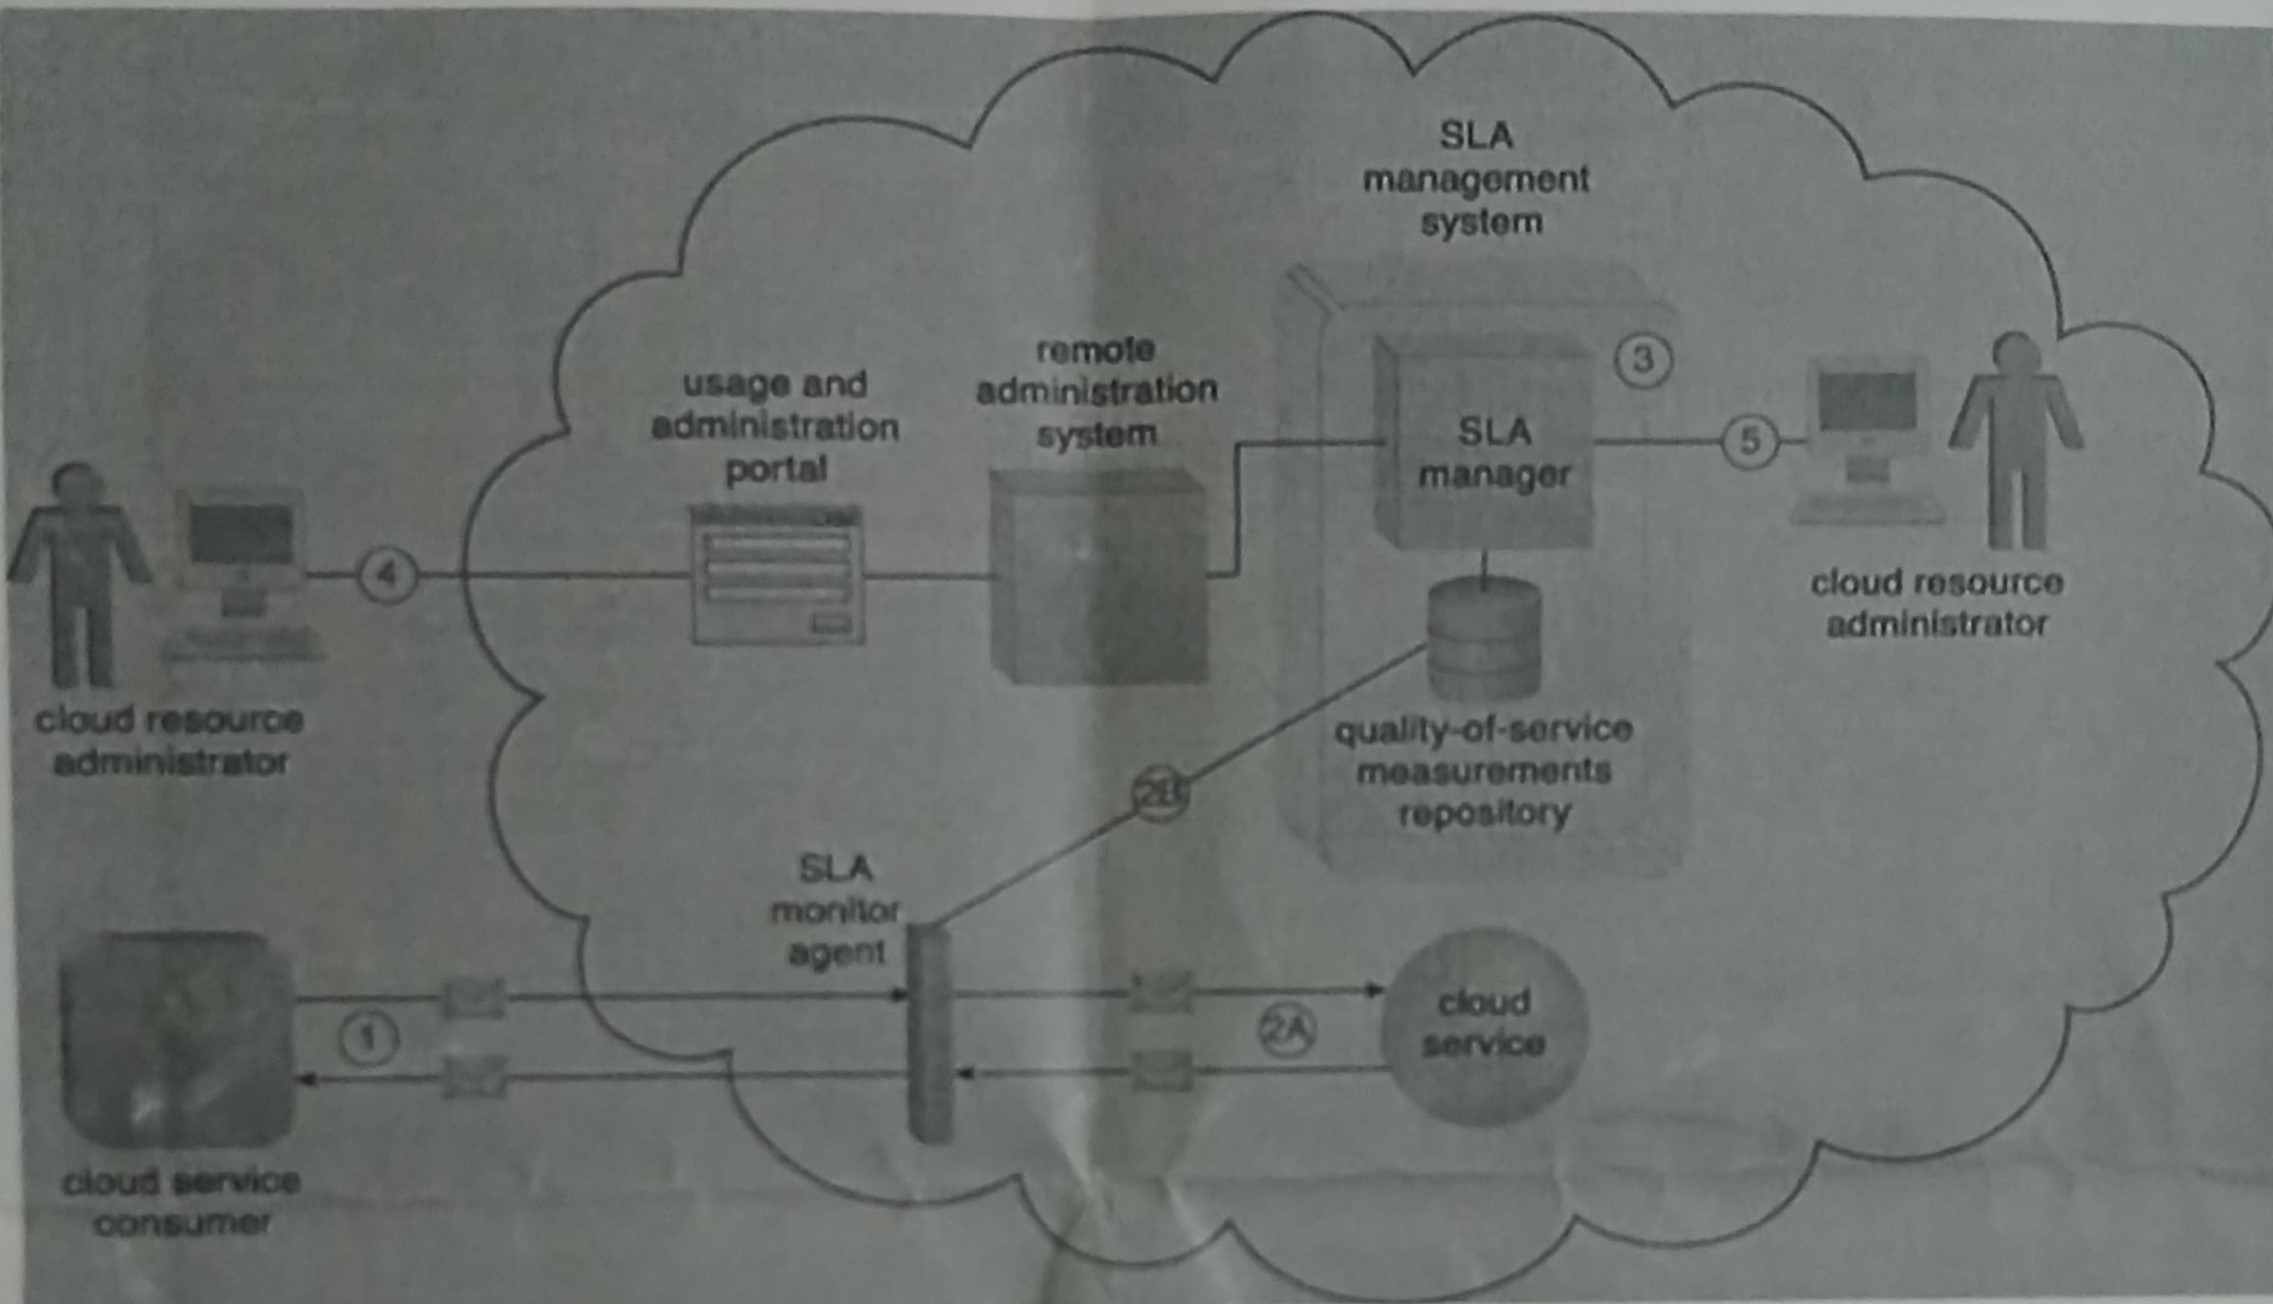 SLA
management
system
remote
administration
system
usage and
administration
portal
3
SLA
manager
5
4
cloud resource
administrator
cloud resource
administrator
quality-of-service
measurements
repository
2B
SLA
monitor
agent
1
2A
cloud
service
cloud service
consumer